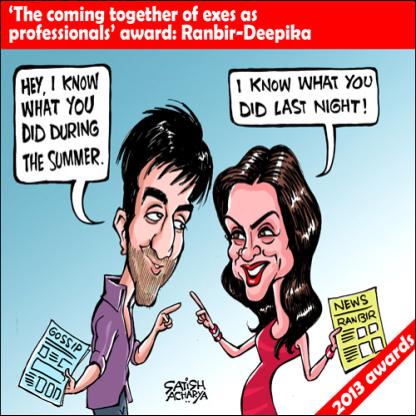 ‘The coming together of exes as
professionals’ award: Ranbir-Deepika
HEY, I KNOW
WHAT YOU
DID DURING
THE SUMMER.
I KNOW WHAT YOU
DID LAST NIGHT!
GOSSIP
NEWS
RANBIR
SATISH
ACHARYA
2013 awards